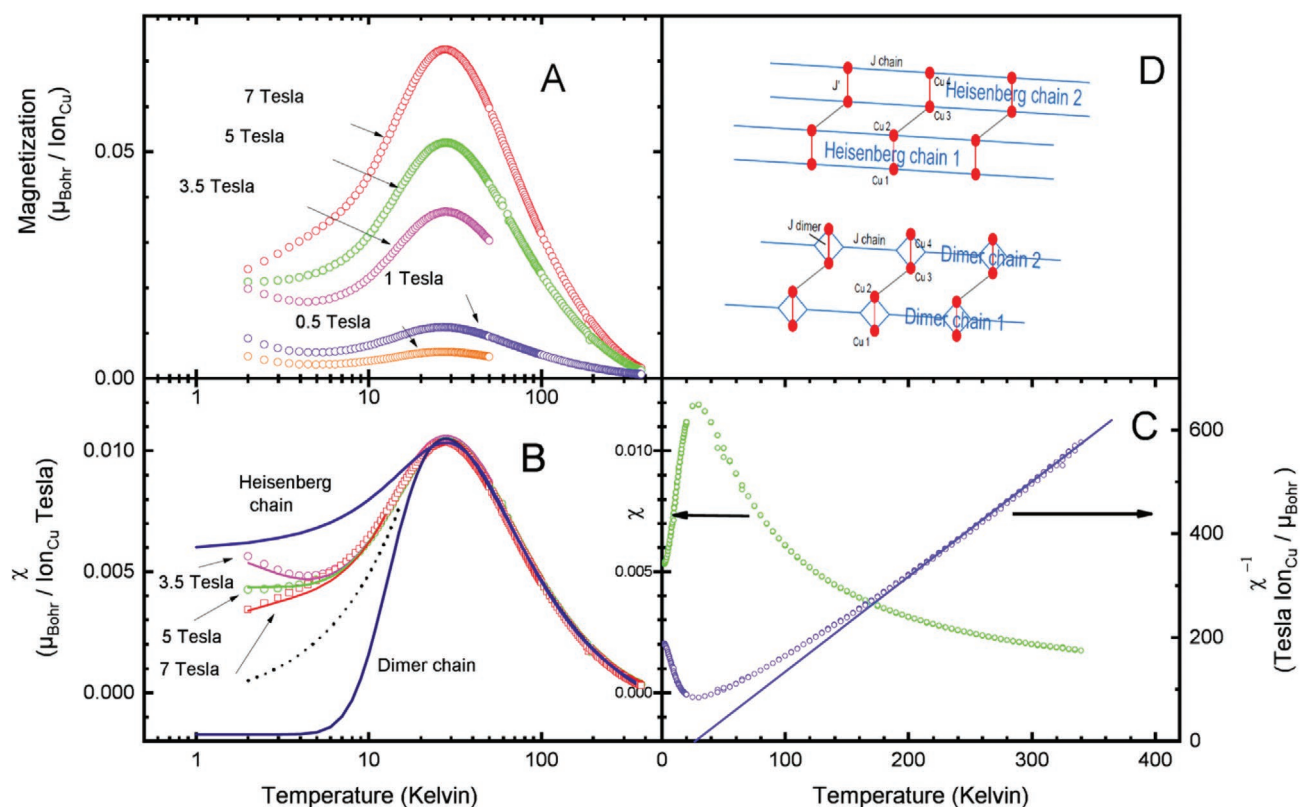 Magnetization
(μBohr / IonCu)
0.05
0.00
A
7 Tesla
5 Tesla
3.5 Tesla
1 Tesla
0.5 Tesla
1
10
100
D
J chain
J'
Cu 4
Heisenberg chain 2
Cu 3
Cu 2
Heisenberg chain 1
Cu 1
J dimer
J chain
Cu 4
Dimer chain 2
Cu 3
Cu 2
Dimer chain 1
Cu 1
χ
(μBohr / IonCu Tesla)
0.010
0.005
0.000
B
Heisenberg
chain
3.5 Tesla
5 Tesla
7 Tesla
Dimer chain
1
10
100
Temperature (Kelvin)
C
χ
0.010
0.005
0.000
600
400
200
0
χ-1
(Tesla IonCu / μBohr)
0
100
200
300
400
Temperature (Kelvin)